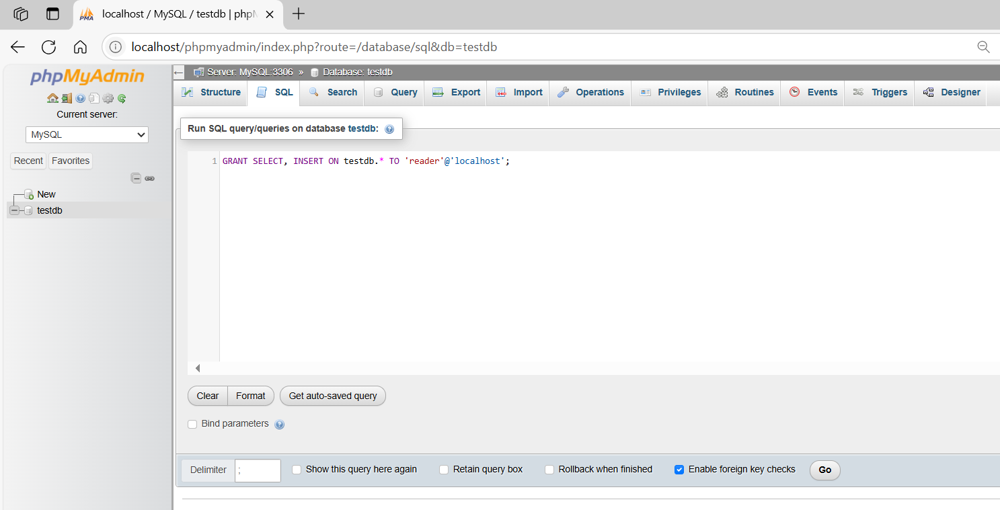 localhost / MySQL / testdb | phpM
localhost/phpmyadmin/index.php?route=/database/sql&db=testdb
phpMyAdmin
Server: MySQL:3306 » Database: testdb
Structure SQL Search Query Export Import Operations Privileges Routines Events Triggers Designer
Current server:
MySQL
Recent Favorites
New
testdb
Run SQL query/queries on database testdb:
1 GRANT SELECT, INSERT ON testdb.* TO 'reader'@'localhost';
Clear Format Get auto-saved query
Bind parameters
Delimiter ; Show this query here again Retain query box Rollback when finished Enable foreign key checks Go